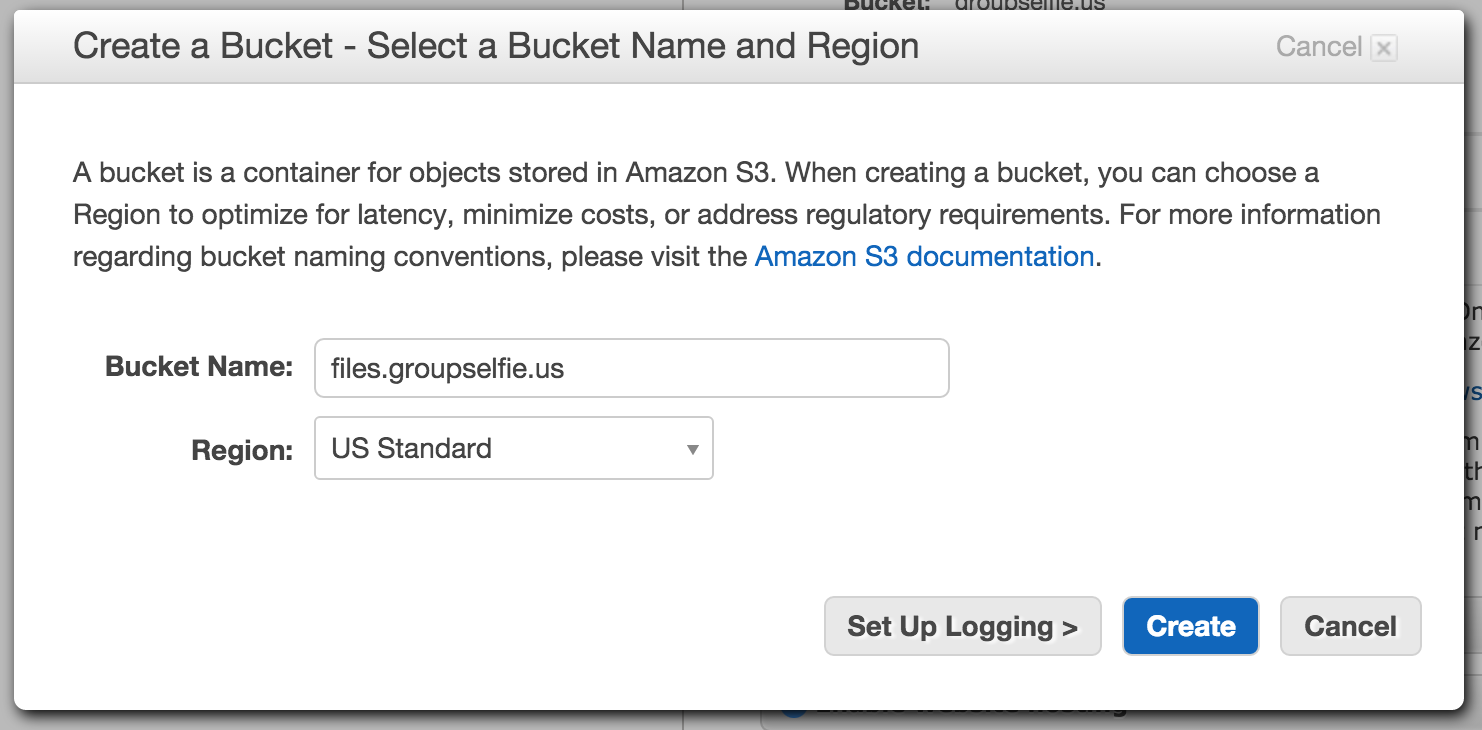 Bucket: groupselfie.us
Create a Bucket - Select a Bucket Name and Region
Cancel x
A bucket is a container for objects stored in Amazon S3. When creating a bucket, you can choose a
Region to optimize for latency, minimize costs, or address regulatory requirements. For more information
regarding bucket naming conventions, please visit the Amazon S3 documentation.
Bucket Name: files.groupselfie.us
Region: US Standard
Set Up Logging >
Create
Cancel
Enable website hosting